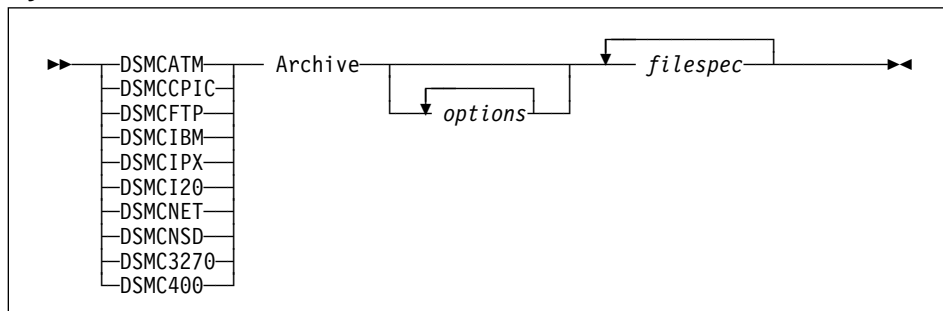 DSMCATM Archive filespec
DSMCCPIC options
DSMCFTP
DSMCIBM
DSMCIPX
DSMCI20
DSMCNET
DSMCNSD
DSMC3270
DSMC400